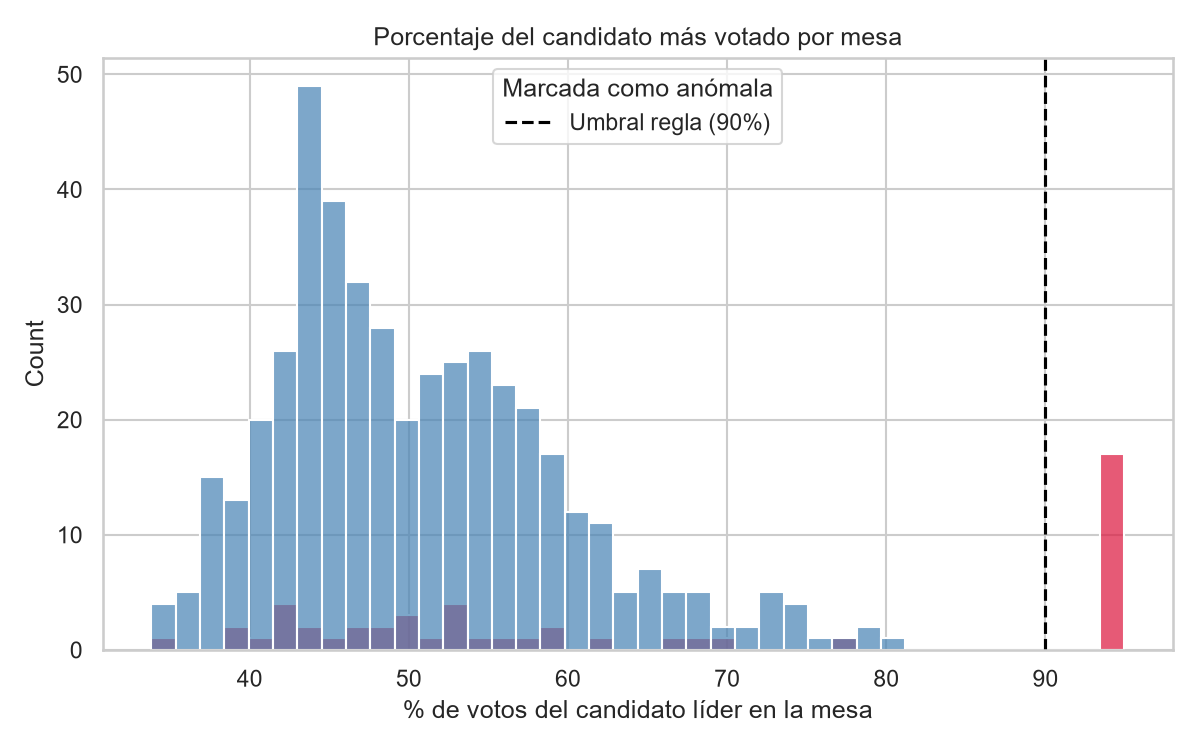 Porcentaje del candidato más votado por mesa
Marcada como anómala
Umbral regla (90%)
50
40
30
20
10
0
Count
40 50 60 70 80 90
% de votos del candidato líder en la mesa